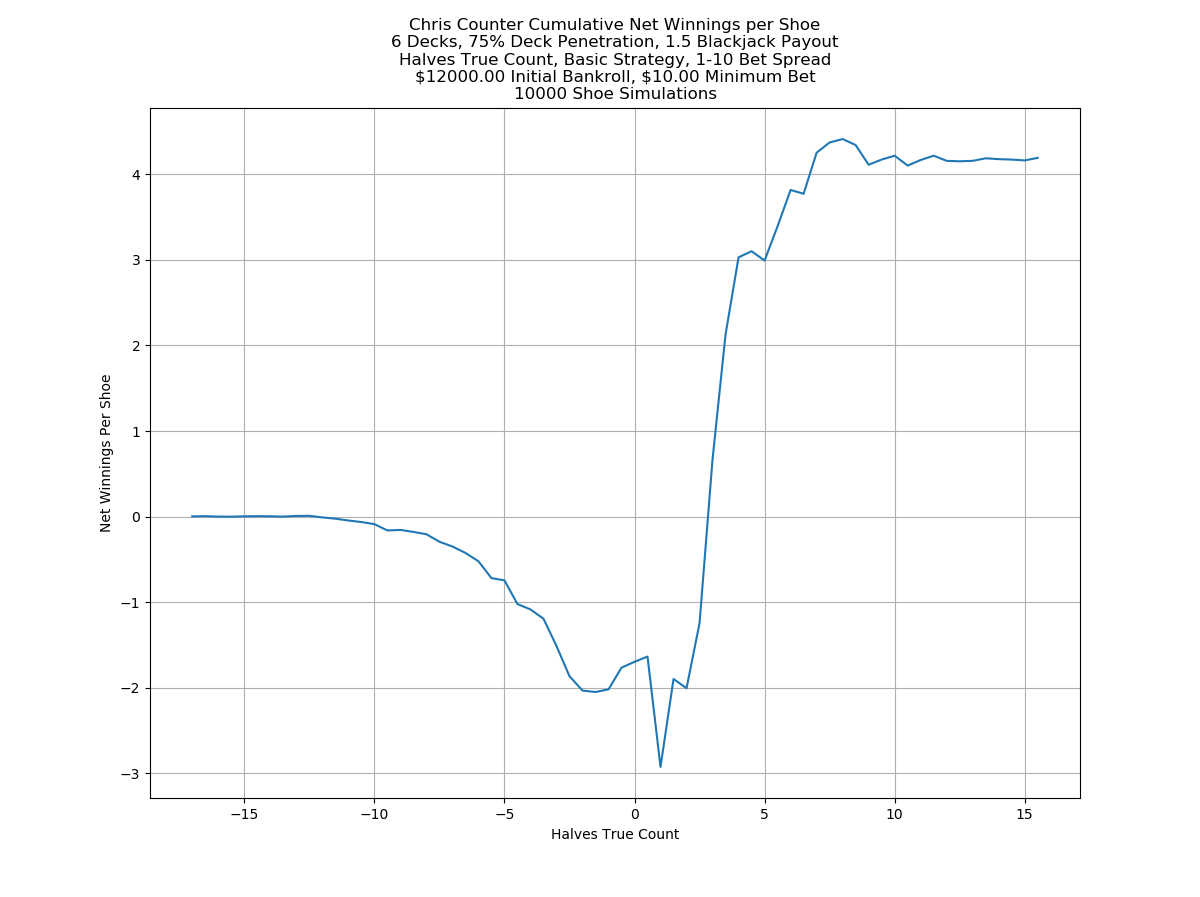 Chris Counter Cumulative Net Winnings per Shoe
6 Decks, 75% Deck Penetration, 1.5 Blackjack Payout
Halves True Count, Basic Strategy, 1-10 Bet Spread
$12000.00 Initial Bankroll, $10.00 Minimum Bet
10000 Shoe Simulations
Net Winnings Per Shoe
4
3
2
1
0
−1
−2
−3
−15 −10 −5 0 5 10 15
Halves True Count